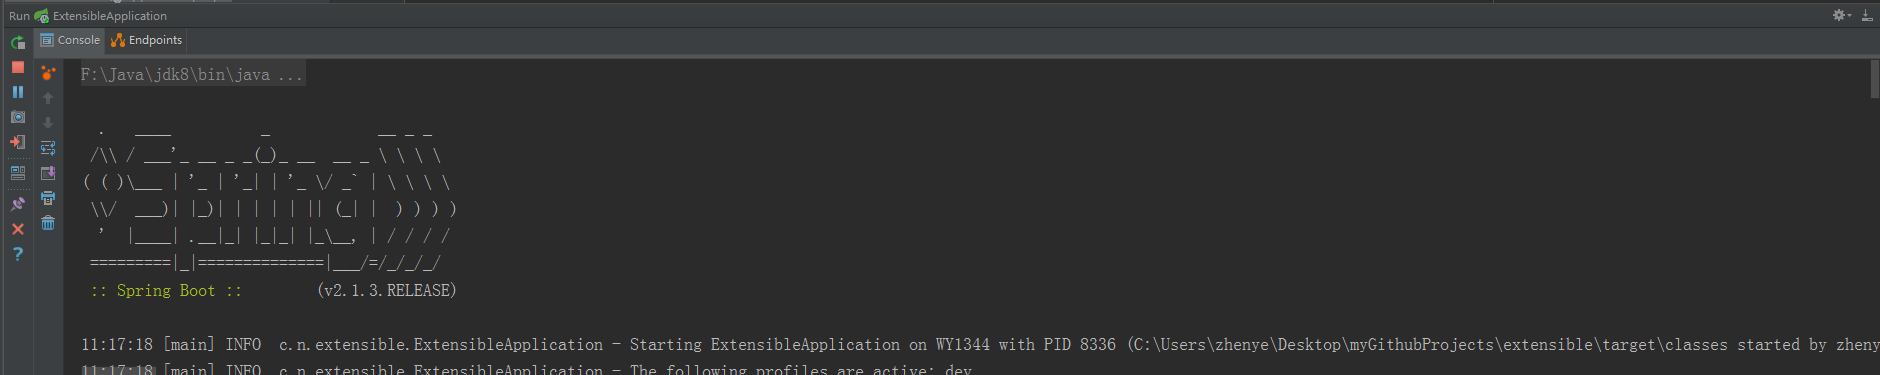 Run ExtensibleApplication
Console Endpoints
F:\Java\jdk8\bin\java ...
  .   ____          _            __ _ _
 /\\ / ___'_ __ _ _(_)_ __  __ _ \ \ \ \
( ( )\___ | '_ | '_| | '_ \/ _` | \ \ \ \
 \\/  ___)| |_)| | | | | || (_| |  ) ) ) )
  '  |____| .__|_| |_|_| |_\__, | / / / /
 =========|_|==============|___/=/_/_/_/
 :: Spring Boot ::        (v2.1.3.RELEASE)
11:17:18 [main] INFO  c.n.extensible.ExtensibleApplication - Starting ExtensibleApplication on WY1344 with PID 8336 (C:\Users\zhenye\Desktop\myGithubProjects\extensible\target\classes started by zheny
11:17:18 [main] INFO  c.n.extensible.ExtensibleApplication - The following profiles are active: dev